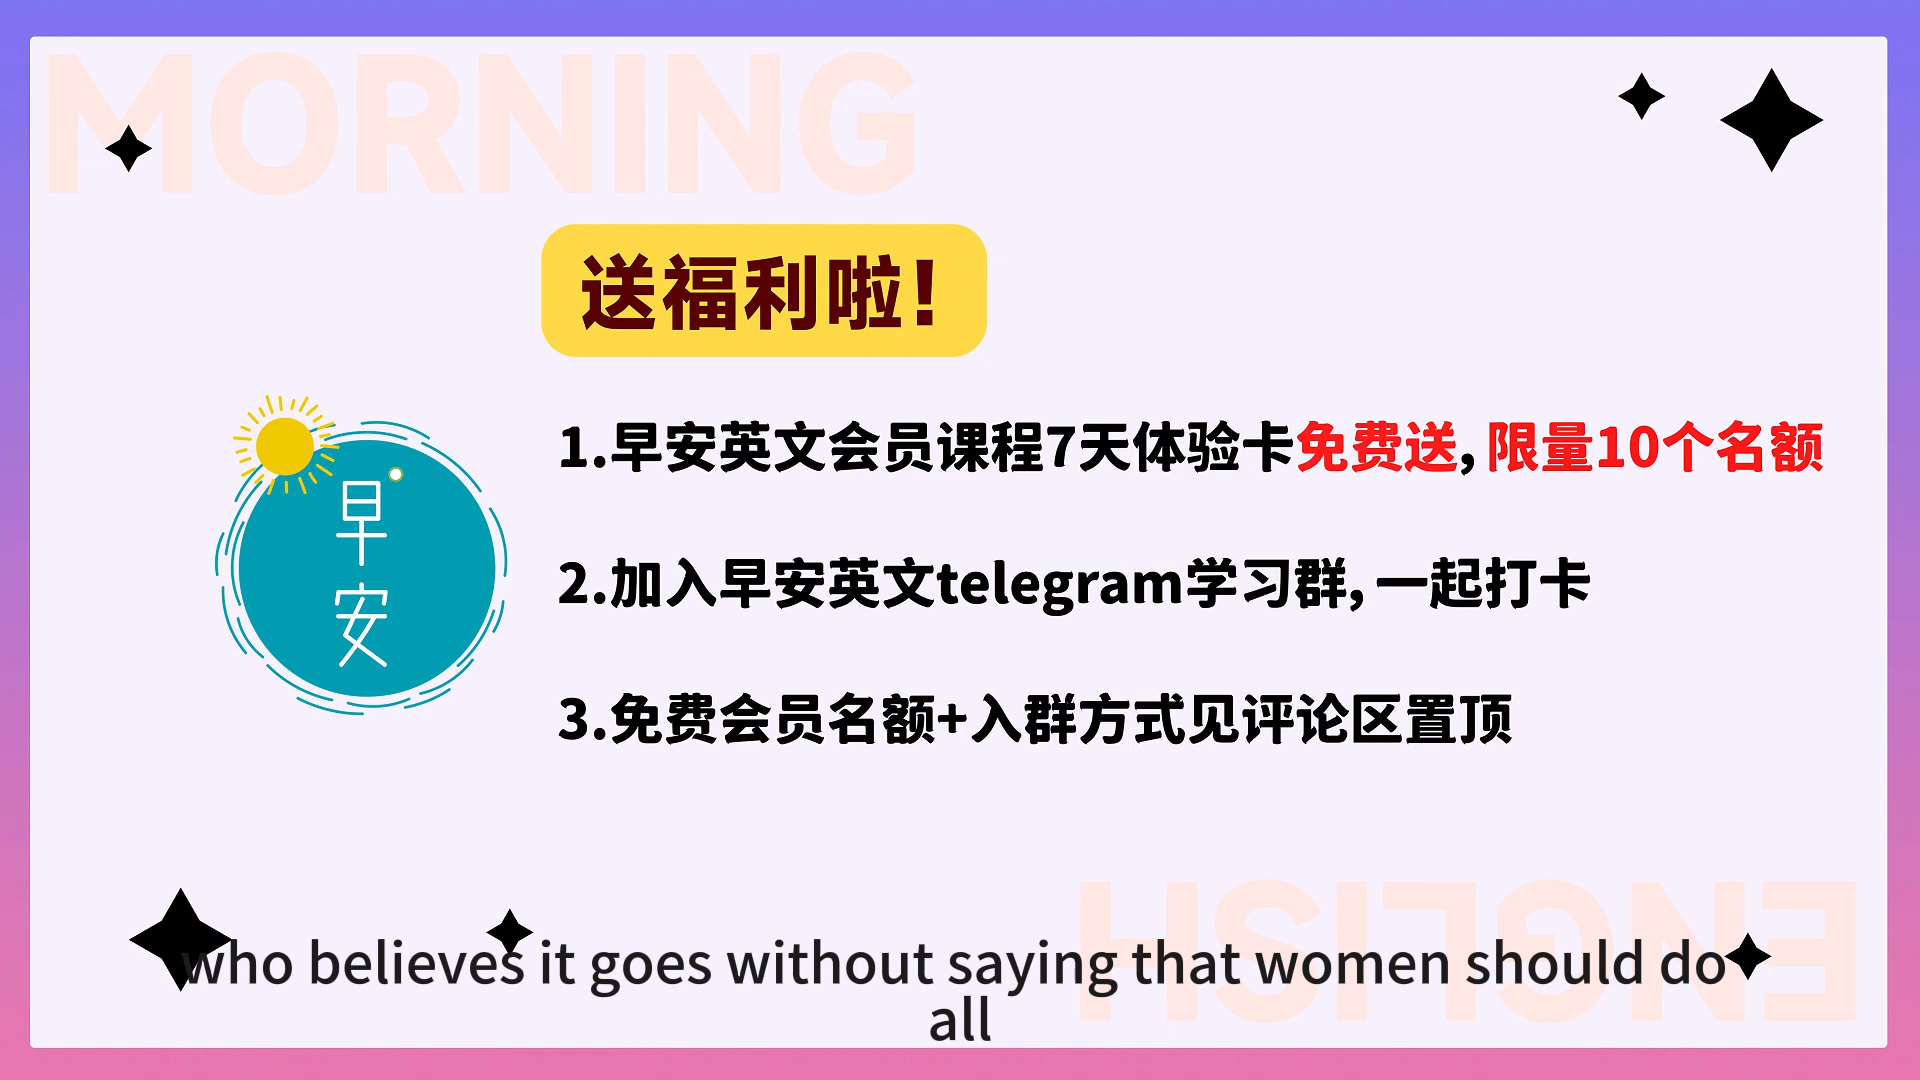 MORNING
送福利啦!
早安
1.早安英文会员课程7天体验卡免费送,限量10个名额
2.加入早安英文telegram学习群,一起打卡
3.免费会员名额+入群方式见评论区置顶
ENGLISH
who believes it goes without saying that women should do
all